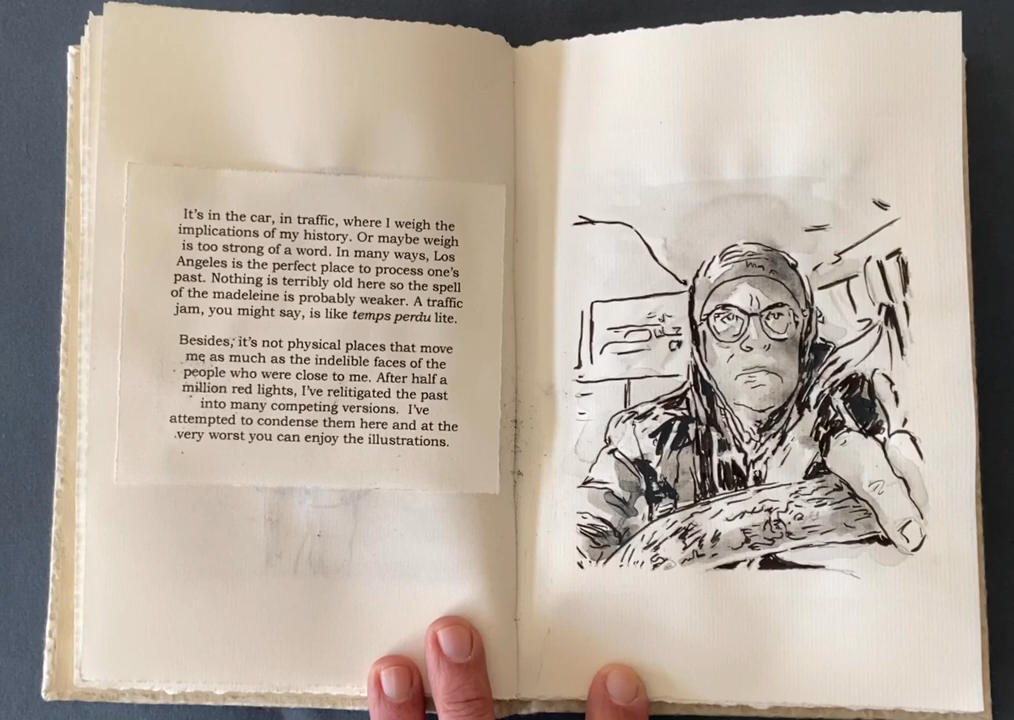 It's in the car, in traffic, where I weigh the
implications of my history. Or maybe weigh
is too strong of a word. In many ways, Los
Angeles is the perfect place to process one's
past. Nothing is terribly old here so the spell
of the madeleine is probably weaker. A traffic
jam, you might say, is like temps perdu lite.
Besides, it's not physical places that move
me as much as the indelible faces of the
people who were close to me. After half a
million red lights, I've relitigated the past
into many competing versions. I've
attempted to condense them here and at the
very worst you can enjoy the illustrations.